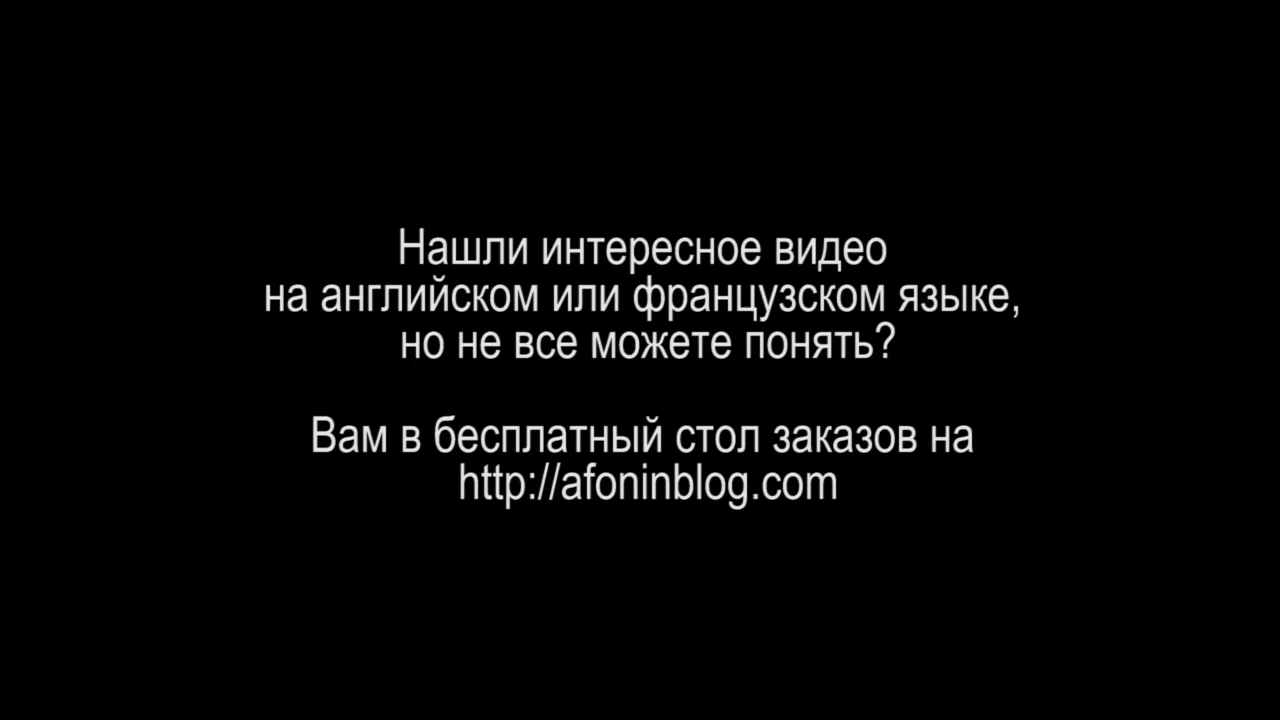 Нашли интересное видео
на английском или французском языке,
но не все можете понять?
Вам в бесплатный стол заказов на
http://afoninblog.com